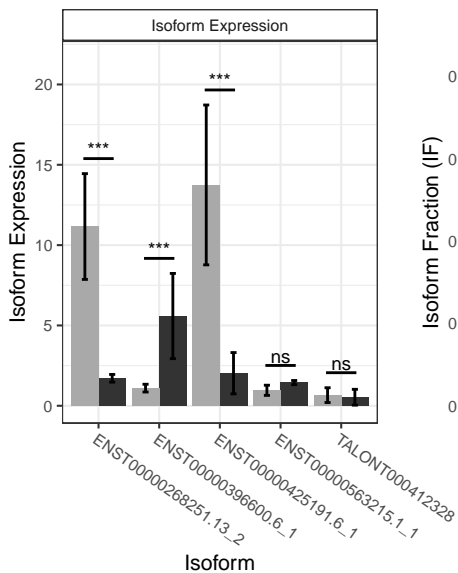 Isoform Expression
20
15
10
5
0
Isoform Expression
***
***
***
ns
ns
ENST00000268251.13_2
ENST00000396600.6_1
ENST00000425191.6_1
ENST00000563215.1_1
TALONT000412328
Isoform
Isoform Fraction (IF)
0
0
0
0
0